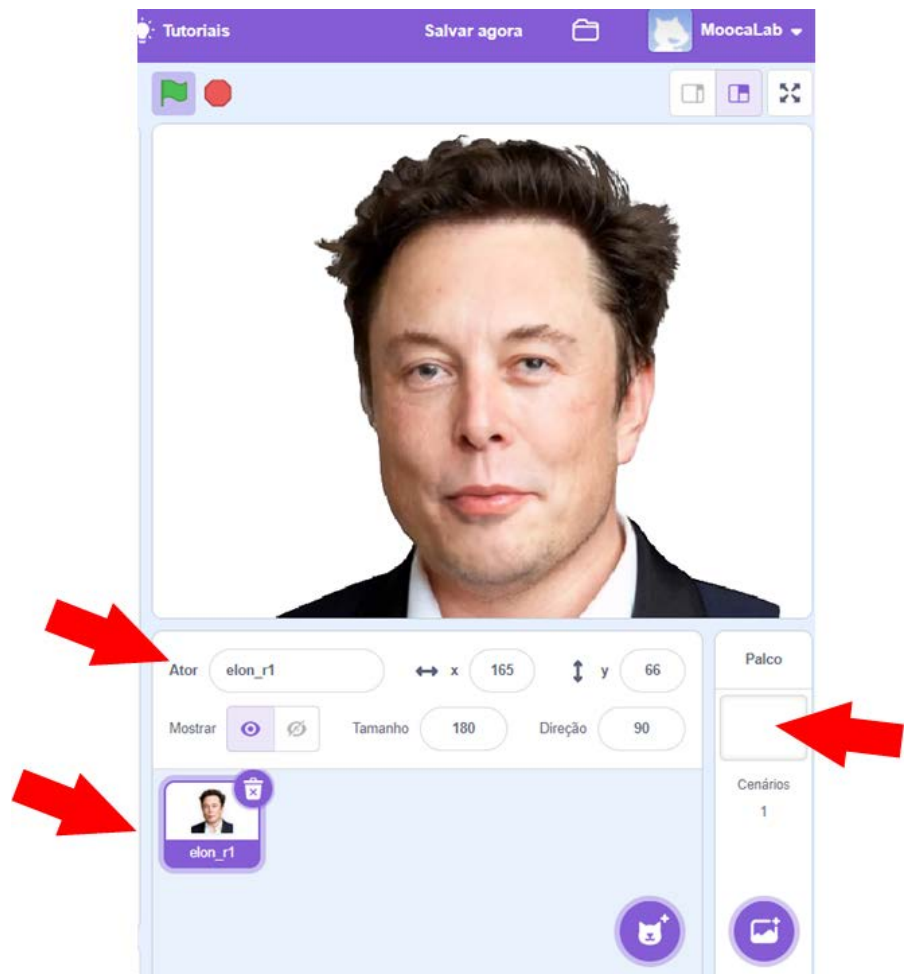 Tutoriais Salvar agora MoocaLab
Ator elon_r1 x 165 y 66
Palco
Mostrar Tamanho 180 Direção 90
Cenários
1
elon_r1